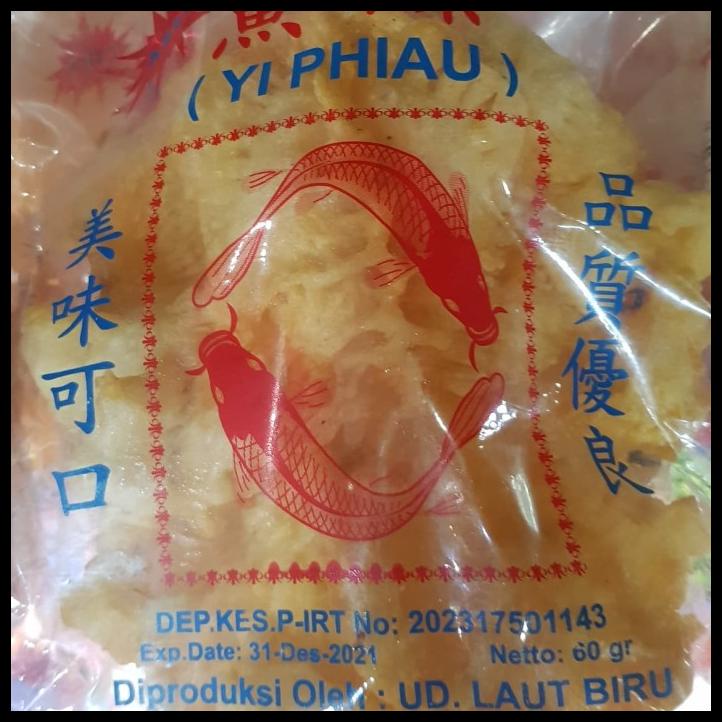 ( YI PHIAU )
美味可口
品質優良
DEP.KES.P-IRT No: 202317501143
Exp.Date: 31-Des-2021
Netto: 60 gr
Diproduksi Oleh : UD. LAUT BIRU